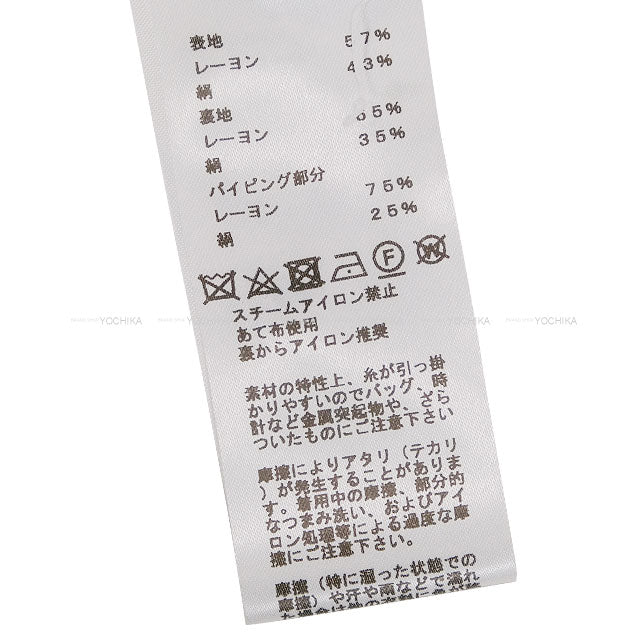 表地
レーヨン 57%
絹 43%
裏地
レーヨン 65%
絹 35%
パイピング部分
レーヨン 75%
絹 25%
F W
スチームアイロン禁止
あて布使用
裏からアイロン推奨
YOCHIKA YOCHIKA YOCHIKA YOCHIKA
素材の特性上、糸が引っ掛
かりやすいのでバッグ、時
計など金属突起物や、ざら
ついたものにご注意下さい
摩擦によりアタリ（テカリ
）が発生することがありま
す。着用中の摩擦、部分的
なつまみ洗い、およびアイ
ロン処理等による過度な摩
擦にご注意下さい。
摩擦（特に湿った状態での
摩擦）や汗や雨などで濡れ